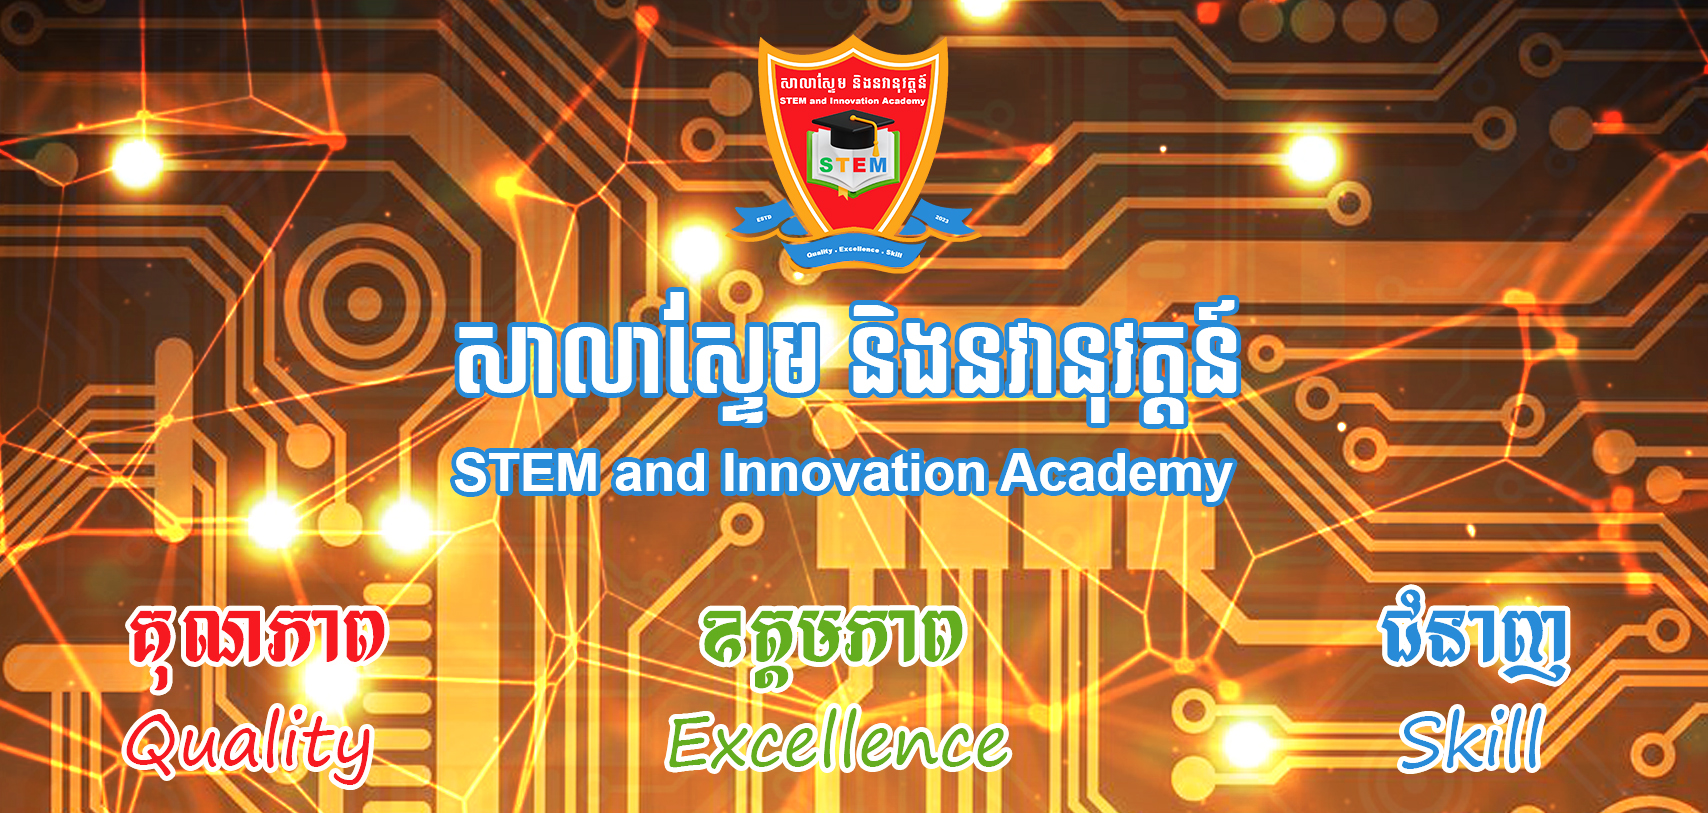 សាលាស្ទែម និងនវានុវត្តន៍
STEM and Innovation Academy
STEM
ESTD
2023
Quality . Excellence . Skill
សាលាស្ទែម និងនវានុវត្តន៍
STEM and Innovation Academy
គុណភាព
ឧត្តមភាព
ជំនាញ
Quality
Excellence
Skill